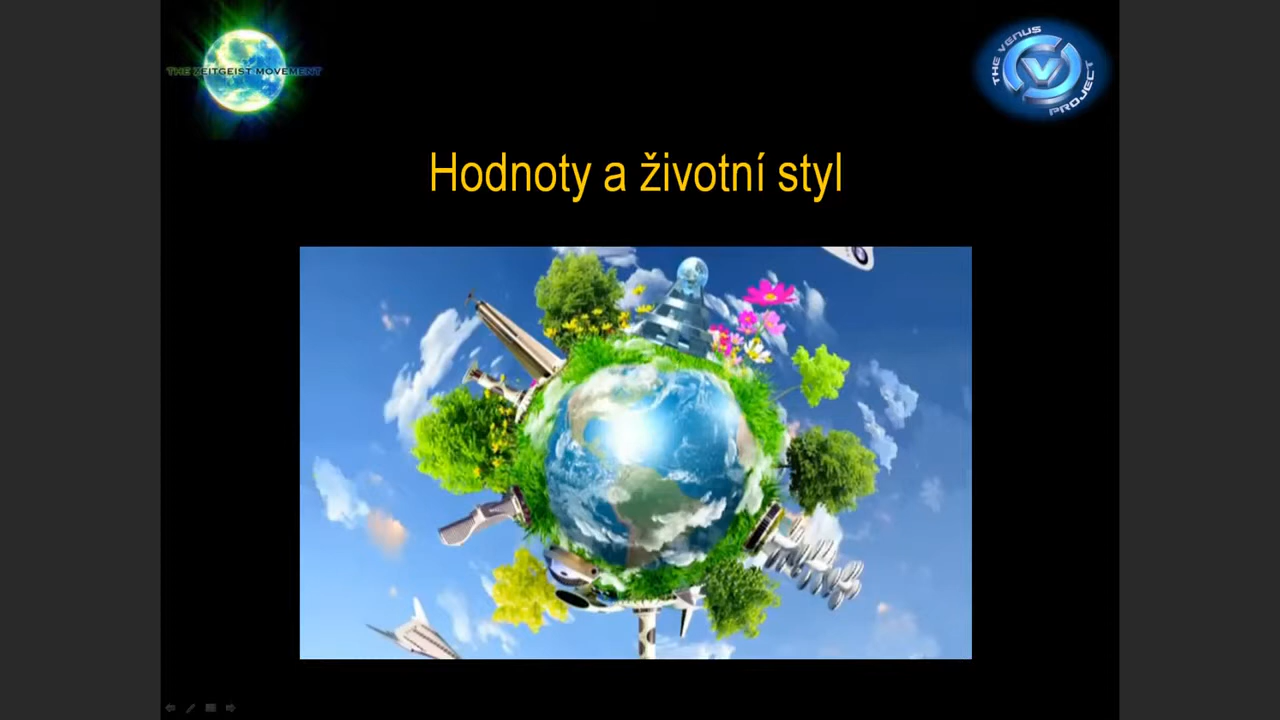 THE ZEITGEIST MOVEMENT
THE VENUS PROJECT
V
Hodnoty a životní styl